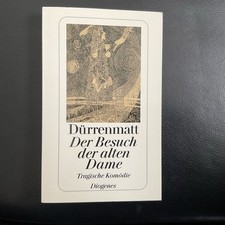 Dürrenmatt
Der Besuch
der alten
Dame
Tragische Komödie
Diogenes